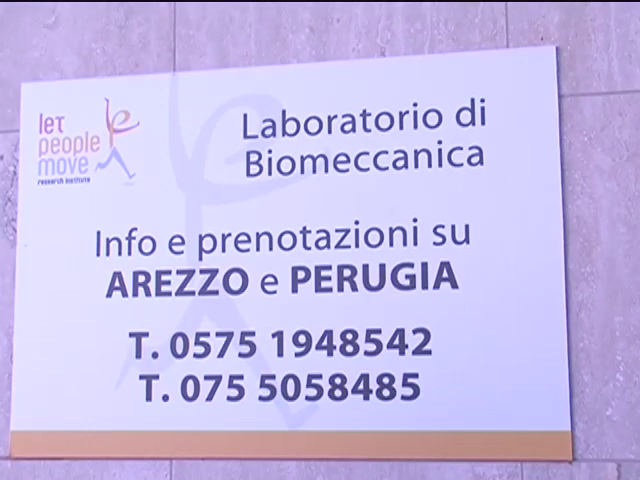 let
people
move
research institute
Laboratorio di
Biomeccanica
Info e prenotazioni su
AREZZO e PERUGIA
T. 0575 1948542
T. 075 5058485